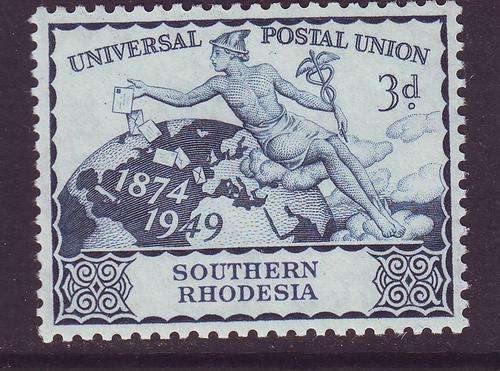 UNIVERSAL POSTAL UNION
3d.
1874
1949
SOUTHERN
RHODESIA